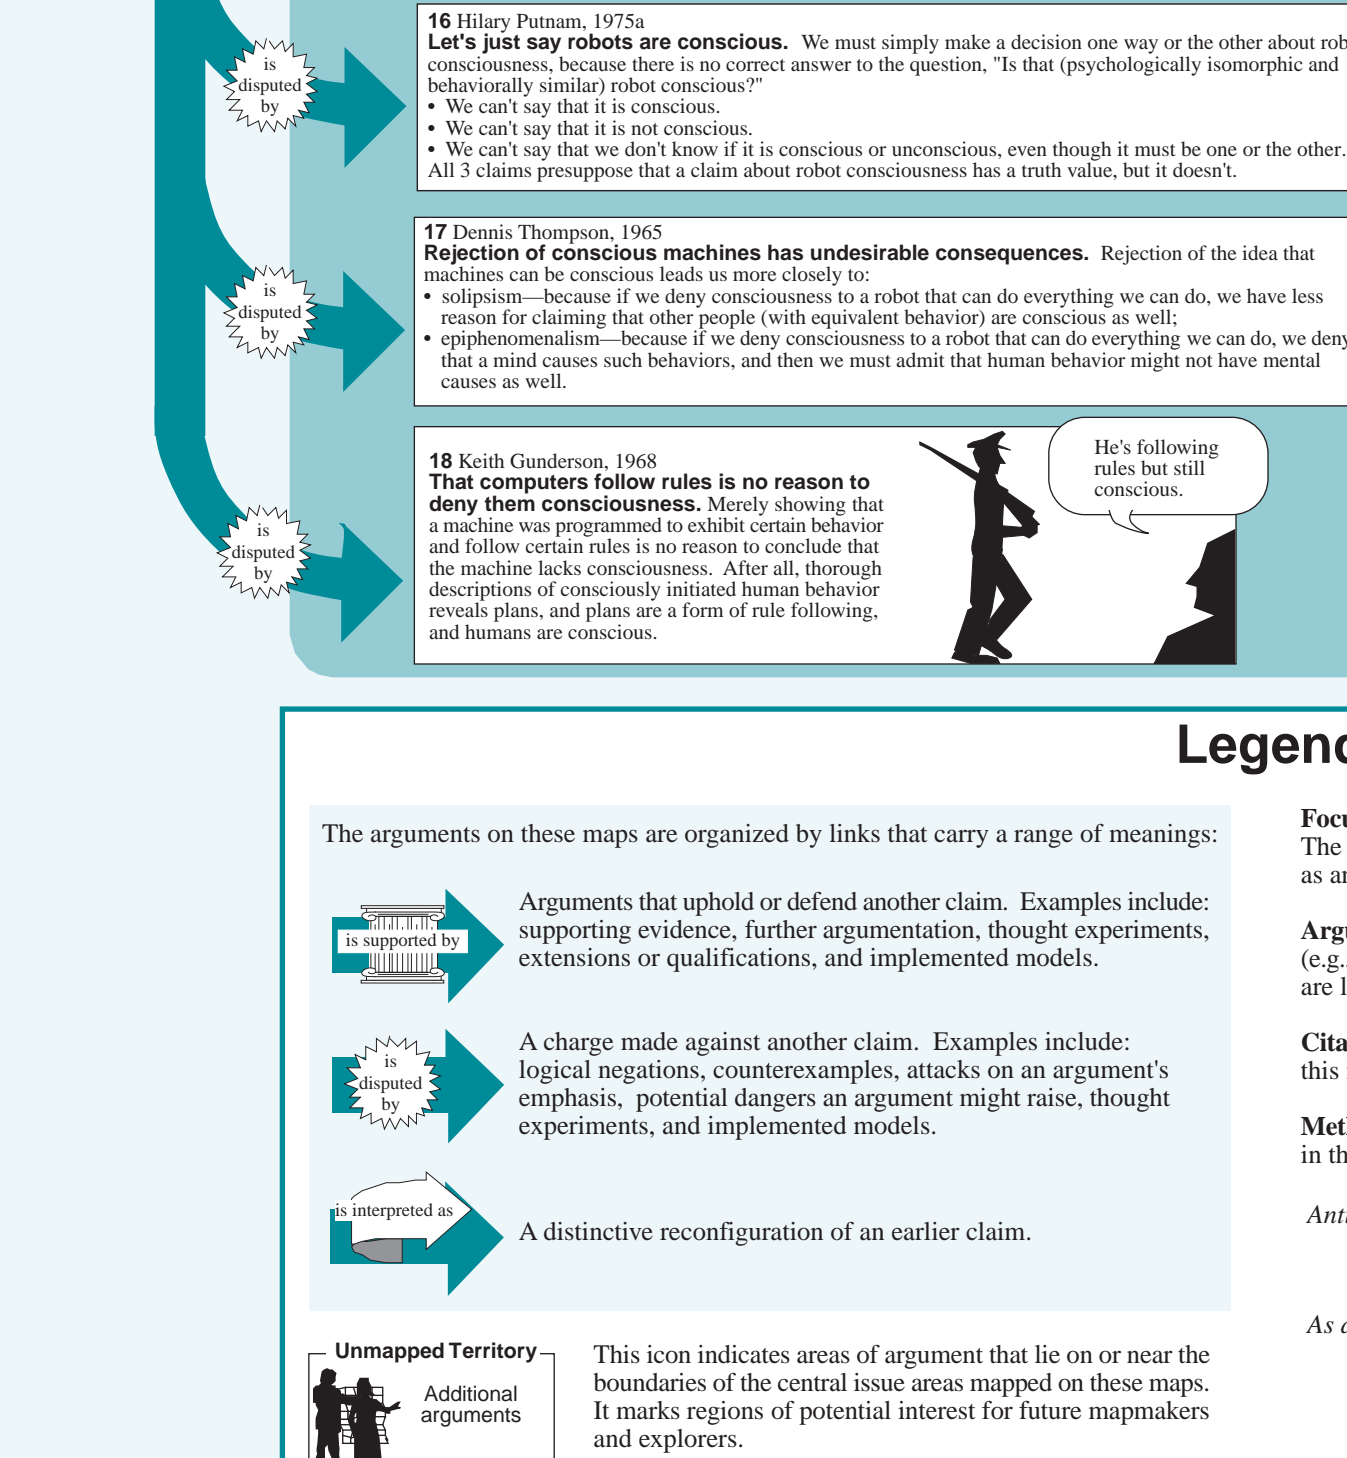 16 Hilary Putnam, 1975a
Let's just say robots are conscious. We must simply make a decision one way or the other about rob
consciousness, because there is no correct answer to the question, "Is that (psychologically isomorphic and
behaviorally similar) robot conscious?"
• We can't say that it is conscious.
• We can't say that it is not conscious.
• We can't say that we don't know if it is conscious or unconscious, even though it must be one or the other.
All 3 claims presuppose that a claim about robot consciousness has a truth value, but it doesn't.
is
disputed
by
17 Dennis Thompson, 1965
Rejection of conscious machines has undesirable consequences. Rejection of the idea that
machines can be conscious leads us more closely to:
• solipsism—because if we deny consciousness to a robot that can do everything we can do, we have less
reason for claiming that other people (with equivalent behavior) are conscious as well;
• epiphenomenalism—because if we deny consciousness to a robot that can do everything we can do, we deny
that a mind causes such behaviors, and then we must admit that human behavior might not have mental
causes as well.
is
disputed
by
18 Keith Gunderson, 1968
That computers follow rules is no reason to
deny them consciousness. Merely showing that
a machine was programmed to exhibit certain behavior
and follow certain rules is no reason to conclude that
the machine lacks consciousness. After all, thorough
descriptions of consciously initiated human behavior
reveals plans, and plans are a form of rule following,
and humans are conscious.
He's following
rules but still
conscious.
is
disputed
by
Legen
The arguments on these maps are organized by links that carry a range of meanings:
is supported by
Arguments that uphold or defend another claim. Examples include:
supporting evidence, further argumentation, thought experiments,
extensions or qualifications, and implemented models.
is
disputed
by
A charge made against another claim. Examples include:
logical negations, counterexamples, attacks on an argument's
emphasis, potential dangers an argument might raise, thought
experiments, and implemented models.
is interpreted as
A distinctive reconfiguration of an earlier claim.
Unmapped Territory
Additional
arguments
This icon indicates areas of argument that lie on or near the
boundaries of the central issue areas mapped on these maps.
It marks regions of potential interest for future mapmakers
and explorers.
Focu
The
as ar
Argu
(e.g.
are l
Cita
this
Met
in th
Ant
As